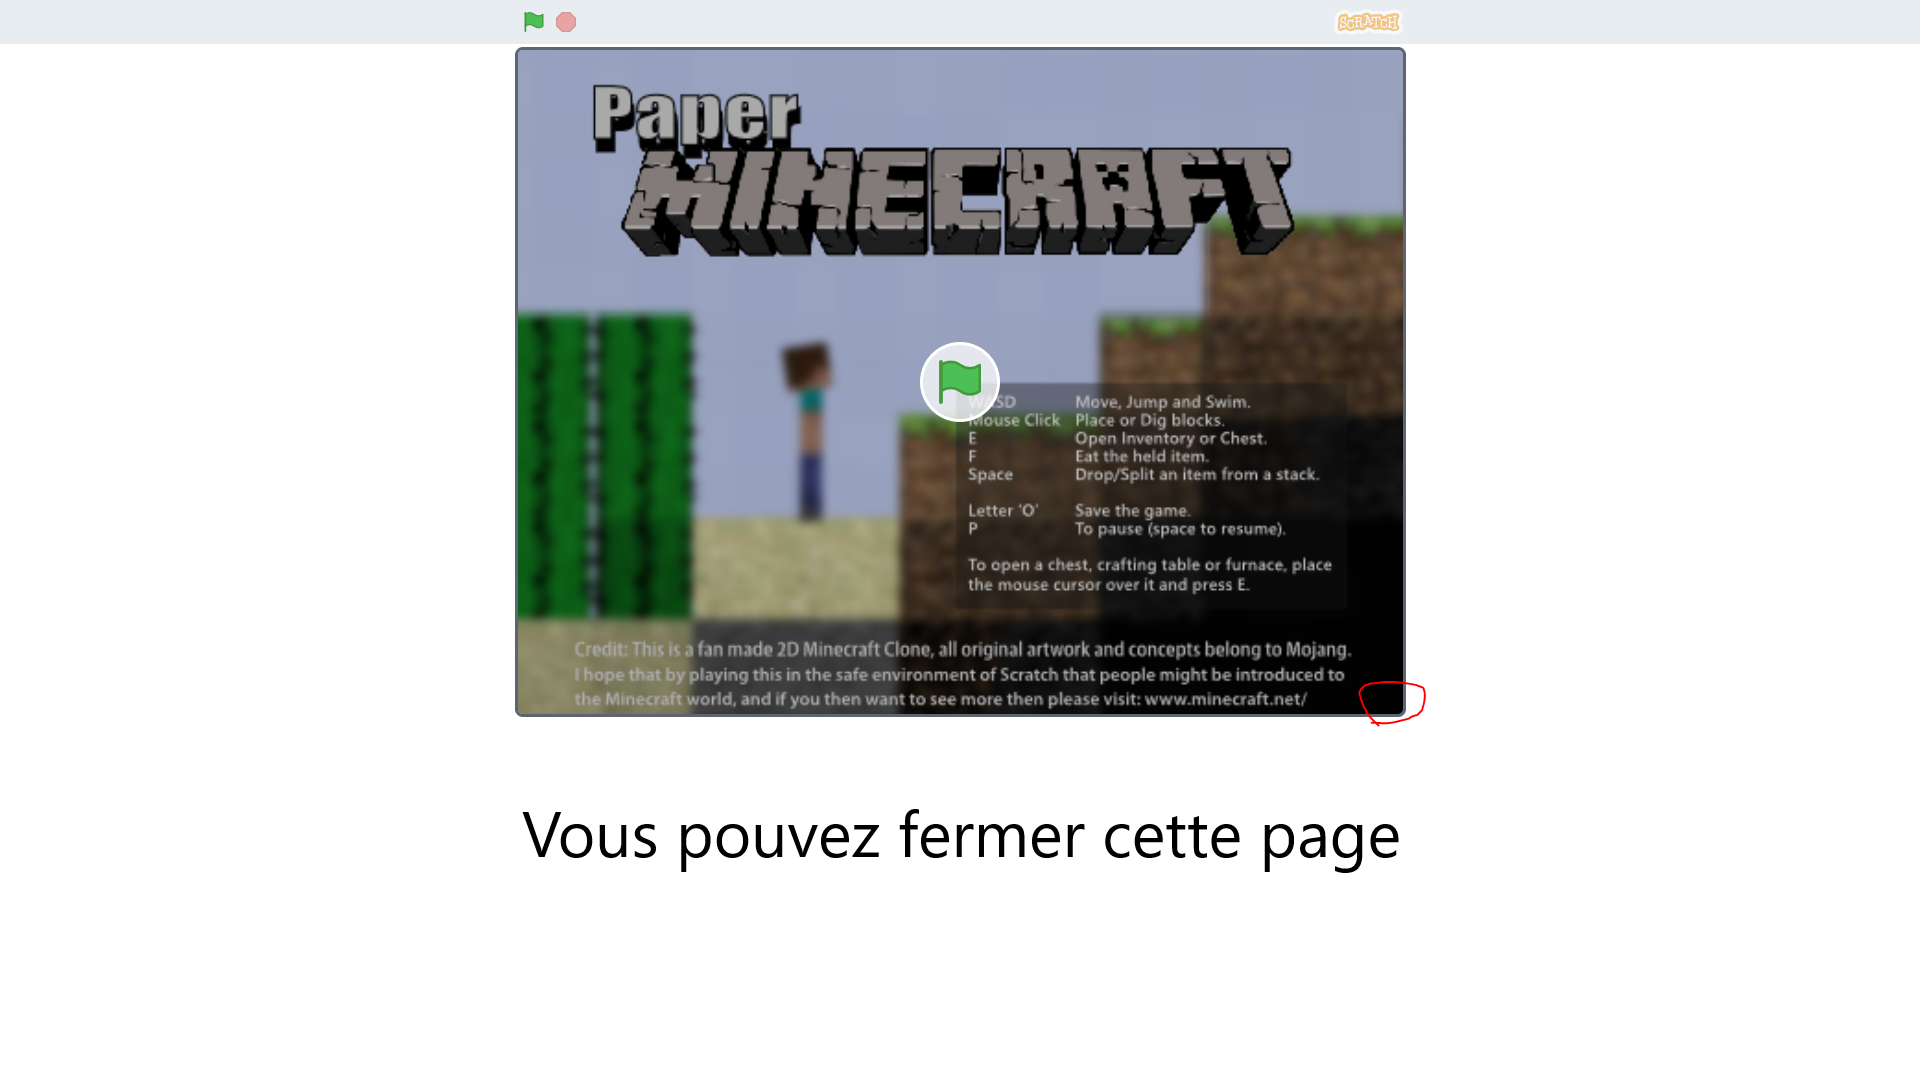 SCRATCH
Paper
MINECRAFT
WASD Move, Jump and Swim.
Mouse Click Place or Dig blocks.
E Open Inventory or Chest.
F Eat the held item.
Space Drop/Split an item from a stack.
Letter 'O' Save the game.
P To pause (space to resume).
To open a chest, crafting table or furnace, place
the mouse cursor over it and press E.
Credit: This is a fan made 2D Minecraft Clone, all original artwork and concepts belong to Mojang.
I hope that by playing this in the safe environment of Scratch that people might be introduced to
the Minecraft world, and if you then want to see more then please visit: www.minecraft.net/
Vous pouvez fermer cette page